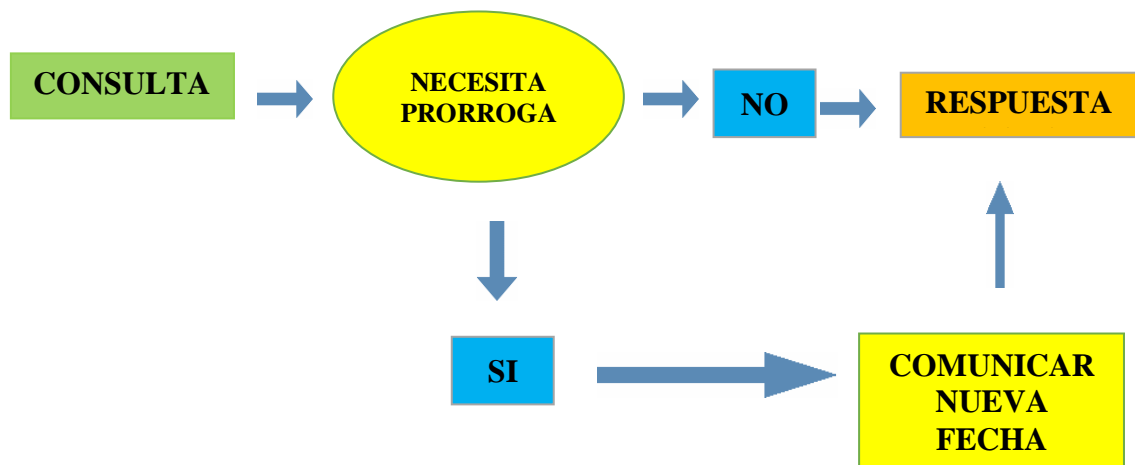 CONSULTA
NECESITA
PRORROGA
NO
RESPUESTA
SI
COMUNICAR
NUEVA
FECHA